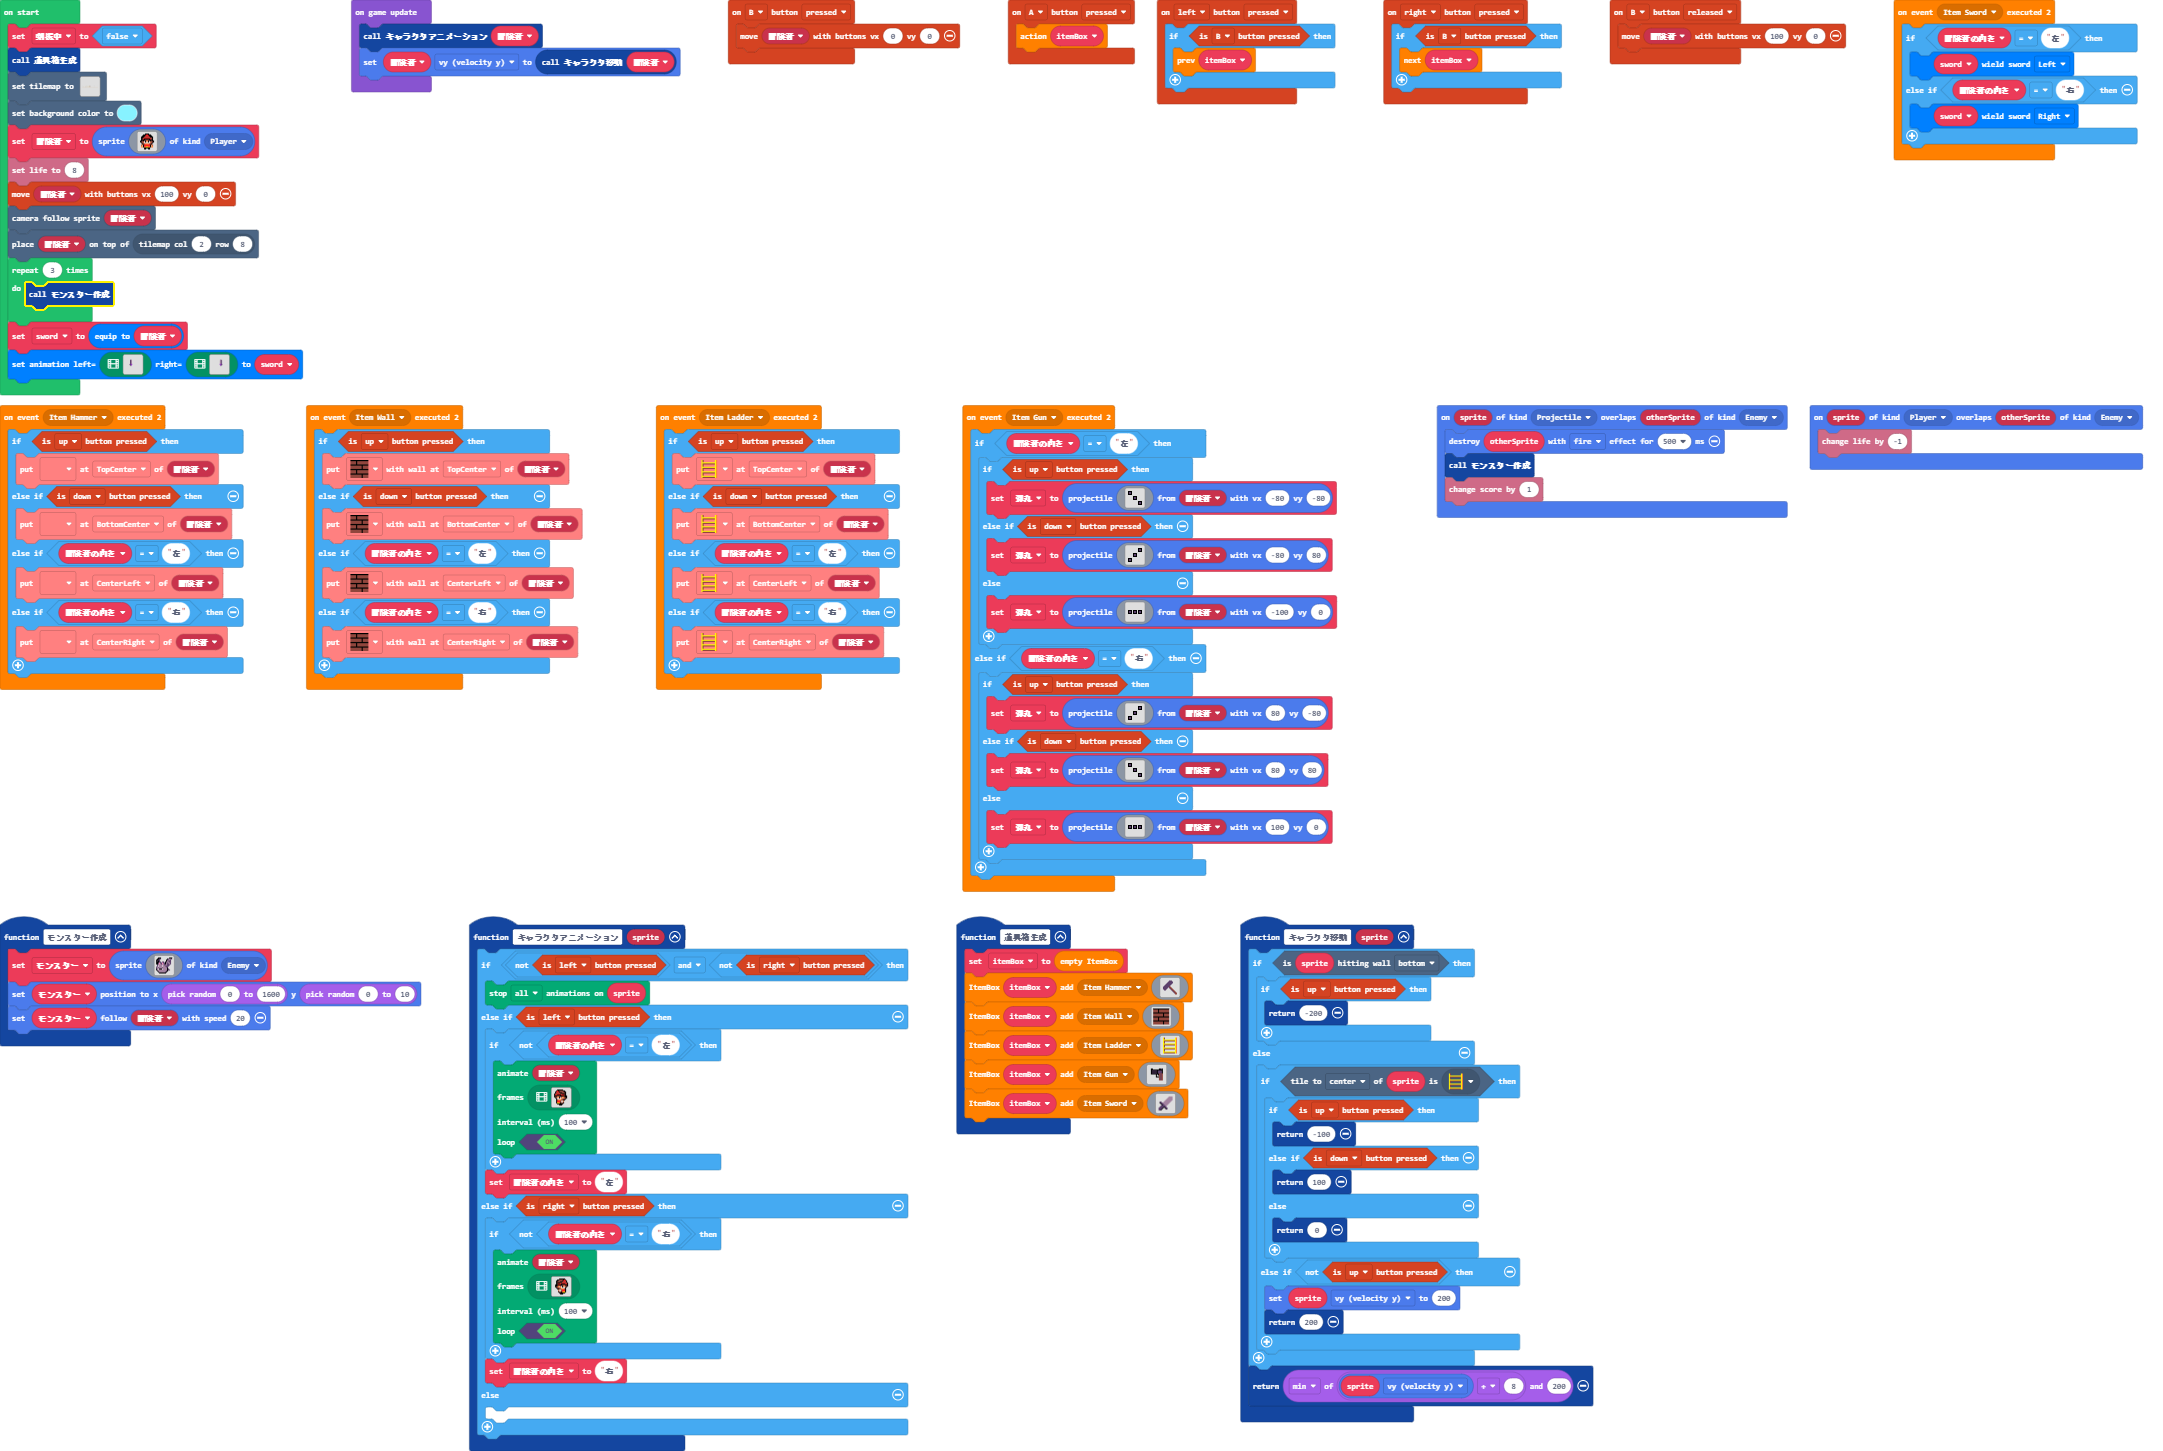 on start
set 爆装中 to false
call 道具箱生成
set tilemap to
set background color to
set 冒険者 to sprite of kind Player
set life to 8
move 冒険者 with buttons vx 100 vy 0
camera follow sprite 冒険者
place 冒険者 on top of tilemap col 2 row 8
repeat 3 times
do call モンスター作成
set sword to equip to 冒険者
set animation left= right= to sword
on game update
call キャラクタアニメーション 冒険者
set 冒険者 vy (velocity y) to call キャラクタ移動 冒険者
on B button pressed
move 冒険者 with buttons vx 0 vy 0
on A button pressed
action itemBox
on left button pressed
if is B button pressed then
prev itemBox
on right button pressed
if is B button pressed then
next itemBox
on B button released
move 冒険者 with buttons vx 100 vy 0
on event Item Sword executed 2
if 冒険者の向き = "左" then
sword wield sword Left
else if 冒険者の向き = "右" then
sword wield sword Right
on event Item Hammer executed 2
if is up button pressed then
put at TopCenter of 冒険者
else if is down button pressed then
put at BottomCenter of 冒険者
else if 冒険者の向き = "左" then
put at CenterLeft of 冒険者
else if 冒険者の向き = "右" then
put at CenterRight of 冒険者
on event Item Wall executed 2
if is up button pressed then
put with wall at TopCenter of 冒険者
else if is down button pressed then
put with wall at BottomCenter of 冒険者
else if 冒険者の向き = "左" then
put with wall at CenterLeft of 冒険者
else if 冒険者の向き = "右" then
put with wall at CenterRight of 冒険者
on event Item Ladder executed 2
if is up button pressed then
put at TopCenter of 冒険者
else if is down button pressed then
put at BottomCenter of 冒険者
else if 冒険者の向き = "左" then
put at CenterLeft of 冒険者
else if 冒険者の向き = "右" then
put at CenterRight of 冒険者
on event Item Gun executed 2
if 冒険者の向き = "左" then
if is up button pressed then
set 弾丸 to projectile from 冒険者 with vx -80 vy -80
else if is down button pressed then
set 弾丸 to projectile from 冒険者 with vx -80 vy 80
else
set 弾丸 to projectile from 冒険者 with vx -100 vy 0
else if 冒険者の向き = "右" then
if is up button pressed then
set 弾丸 to projectile from 冒険者 with vx 80 vy -80
else if is down button pressed then
set 弾丸 to projectile from 冒険者 with vx 80 vy 80
else
set 弾丸 to projectile from 冒険者 with vx 100 vy 0
on sprite of kind Projectile overlaps otherSprite of kind Enemy
destroy otherSprite with fire effect for 500 ms
call モンスター作成
change score by 1
on sprite of kind Player overlaps otherSprite of kind Enemy
change life by -1
function モンスター作成
set モンスター to sprite of kind Enemy
set モンスター position to x pick random 0 to 1600 y pick random 0 to 10
set モンスター follow 冒険者 with speed 20
function キャラクタアニメーション sprite
if not is left button pressed and not is right button pressed then
stop all animations on sprite
else if is left button pressed then
if not 冒険者の向き = "左" then
animate 冒険者
frames
interval (ms) 100
loop ON
set 冒険者の向き to "左"
else if is right button pressed then
if not 冒険者の向き = "右" then
animate 冒険者
frames
interval (ms) 100
loop ON
set 冒険者の向き to "右"
else
function 道具箱生成
set itemBox to empty ItemBox
ItemBox itemBox add Item Hammer
ItemBox itemBox add Item Wall
ItemBox itemBox add Item Ladder
ItemBox itemBox add Item Gun
ItemBox itemBox add Item Sword
function キャラクタ移動 sprite
if is sprite hitting wall bottom then
if is up button pressed then
return -200
else
if tile to center of sprite is then
if is up button pressed then
return -100
else if is down button pressed then
return 100
else
return 0
else if not is up button pressed then
set sprite vy (velocity y) to 200
return 200
return min of sprite vy (velocity y) + 8 and 200